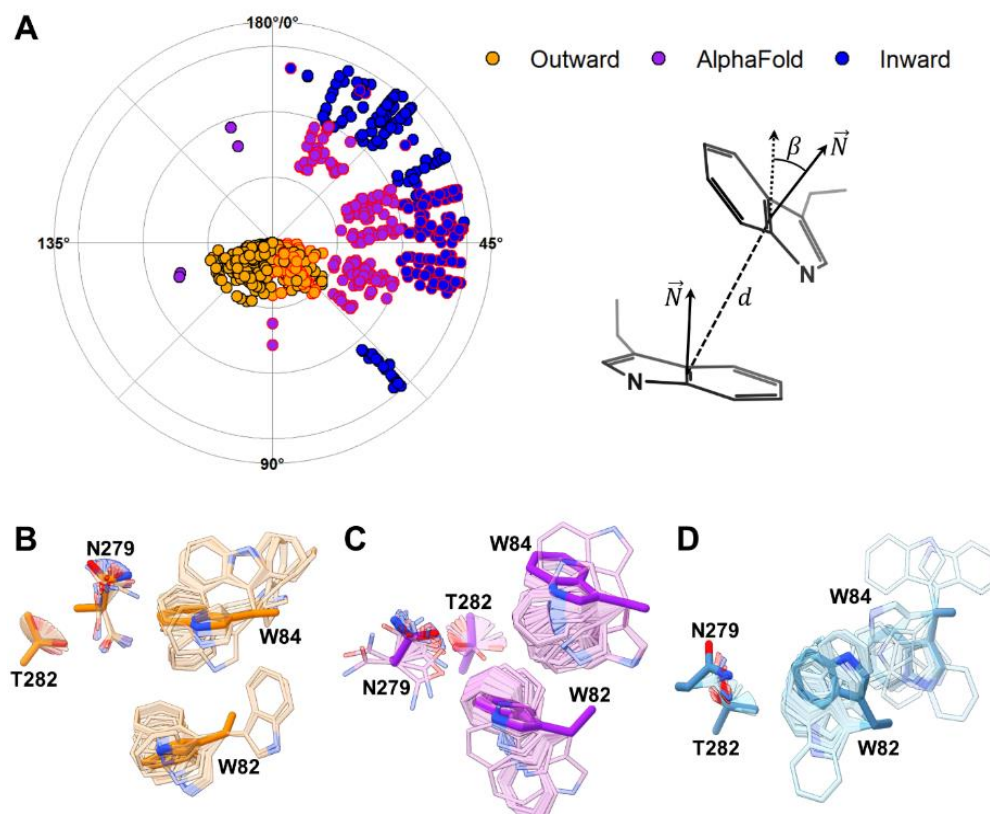 A
180°/0°
Outward AlphaFold Inward
135° 45°
90°
β N⃗
N
d
N⃗
N
B
N279
T282
W84
W82
C
W84
T282
N279
W82
D
W84
N279
T282
W82